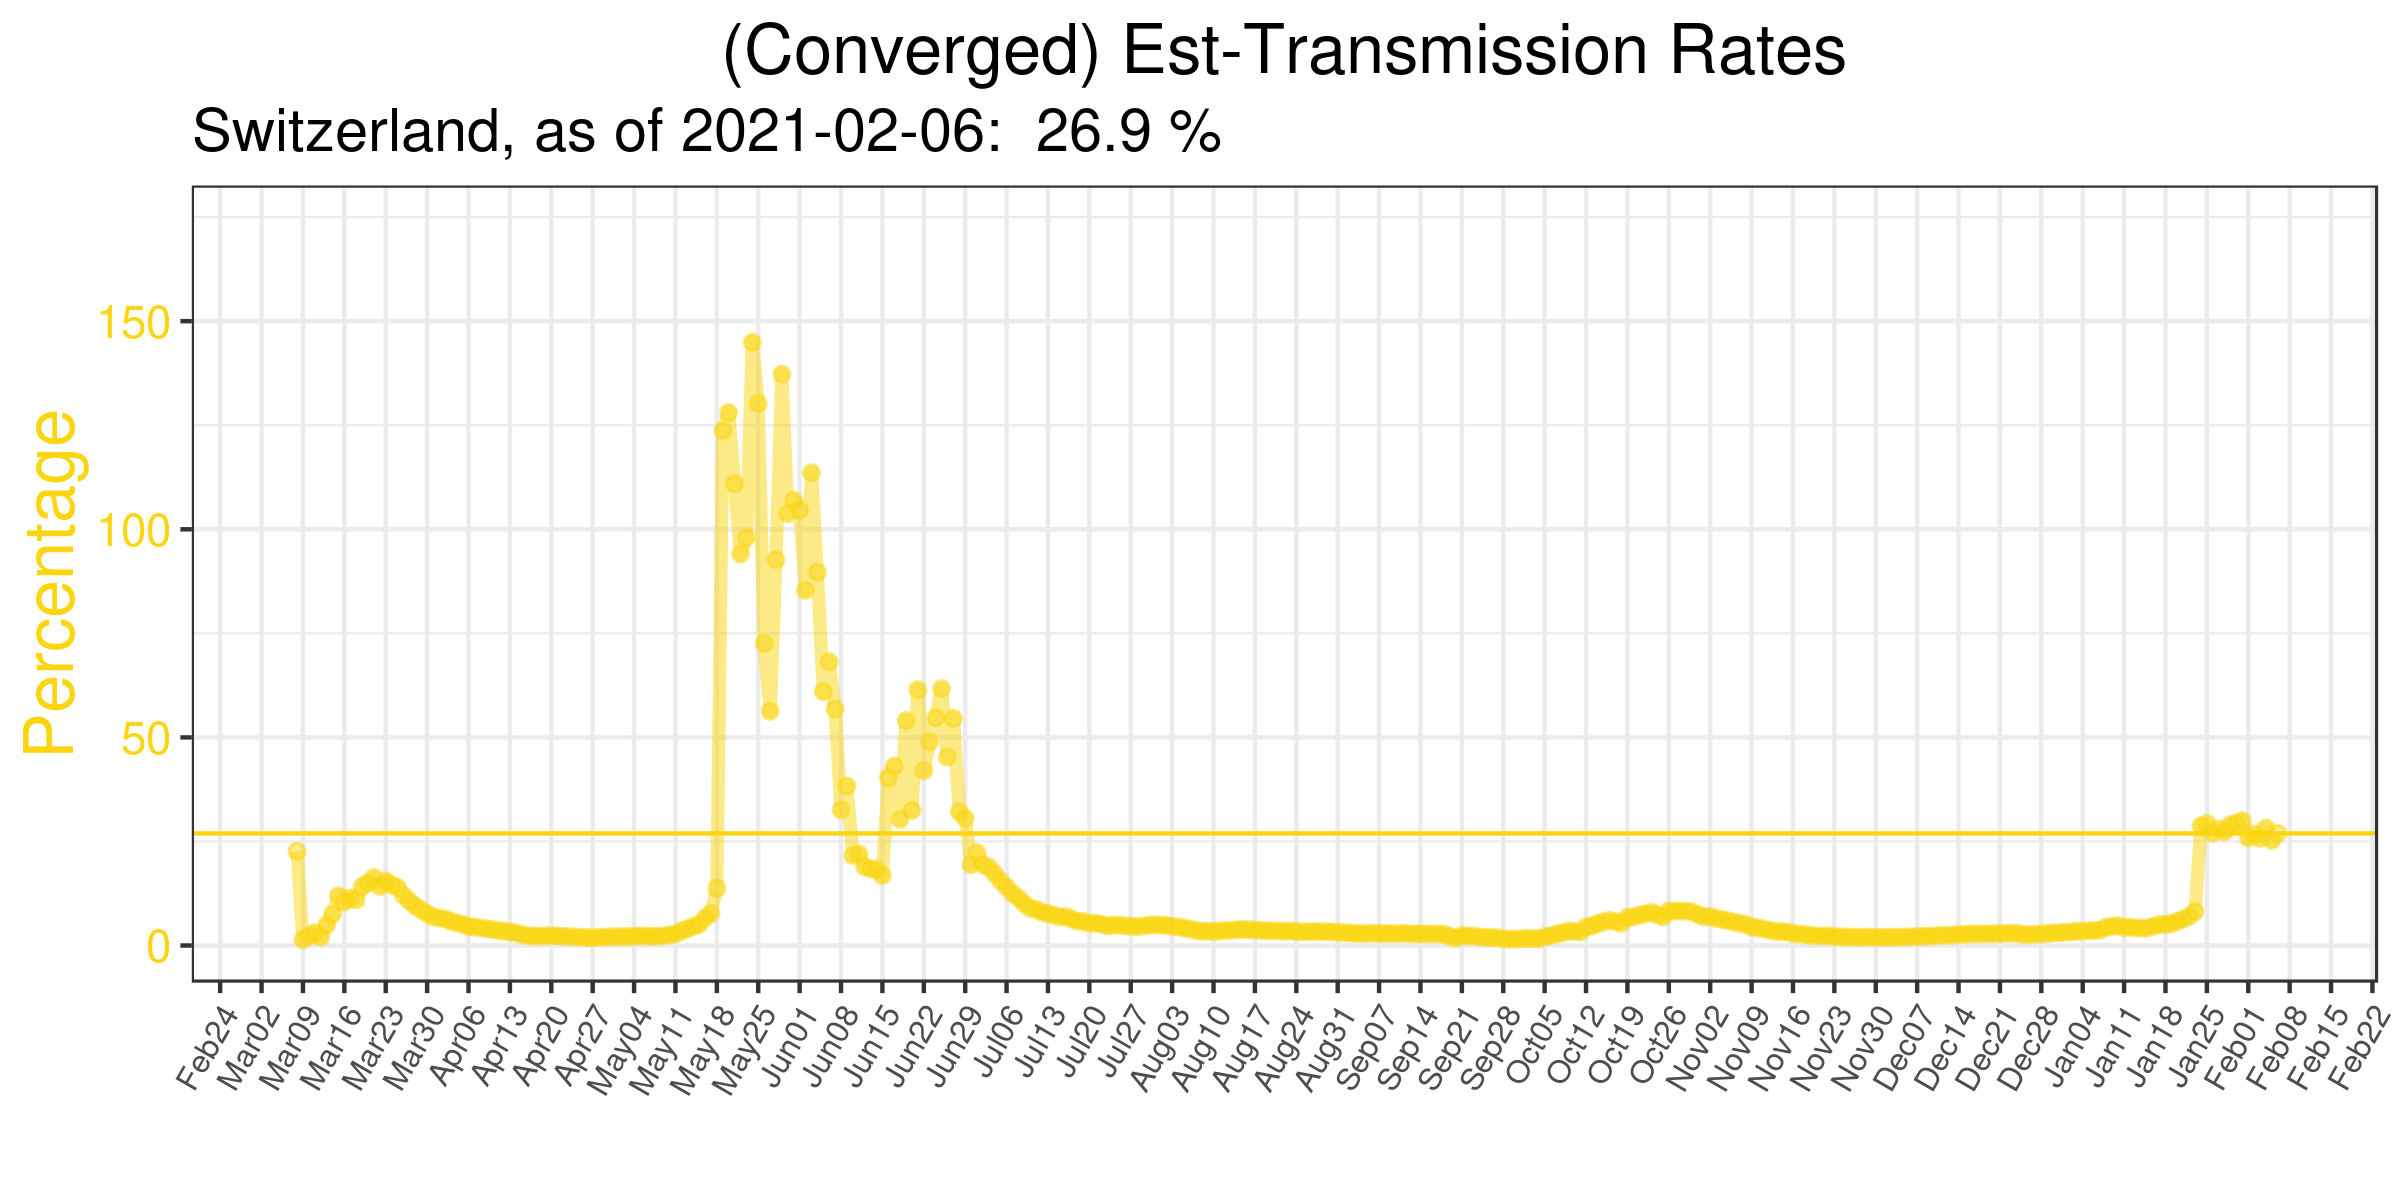 (Converged) Est-Transmission Rates
Switzerland, as of 2021-02-06:  26.9 %
Percentage
150
100
50
0
Feb24
Mar02
Mar09
Mar16
Mar23
Mar30
Apr06
Apr13
Apr20
Apr27
May04
May11
May18
May25
Jun01
Jun08
Jun15
Jun22
Jun29
Jul06
Jul13
Jul20
Jul27
Aug03
Aug10
Aug17
Aug24
Aug31
Sep07
Sep14
Sep21
Sep28
Oct05
Oct12
Oct19
Oct26
Nov02
Nov09
Nov16
Nov23
Nov30
Dec07
Dec14
Dec21
Dec28
Jan04
Jan11
Jan18
Jan25
Feb01
Feb08
Feb15
Feb22